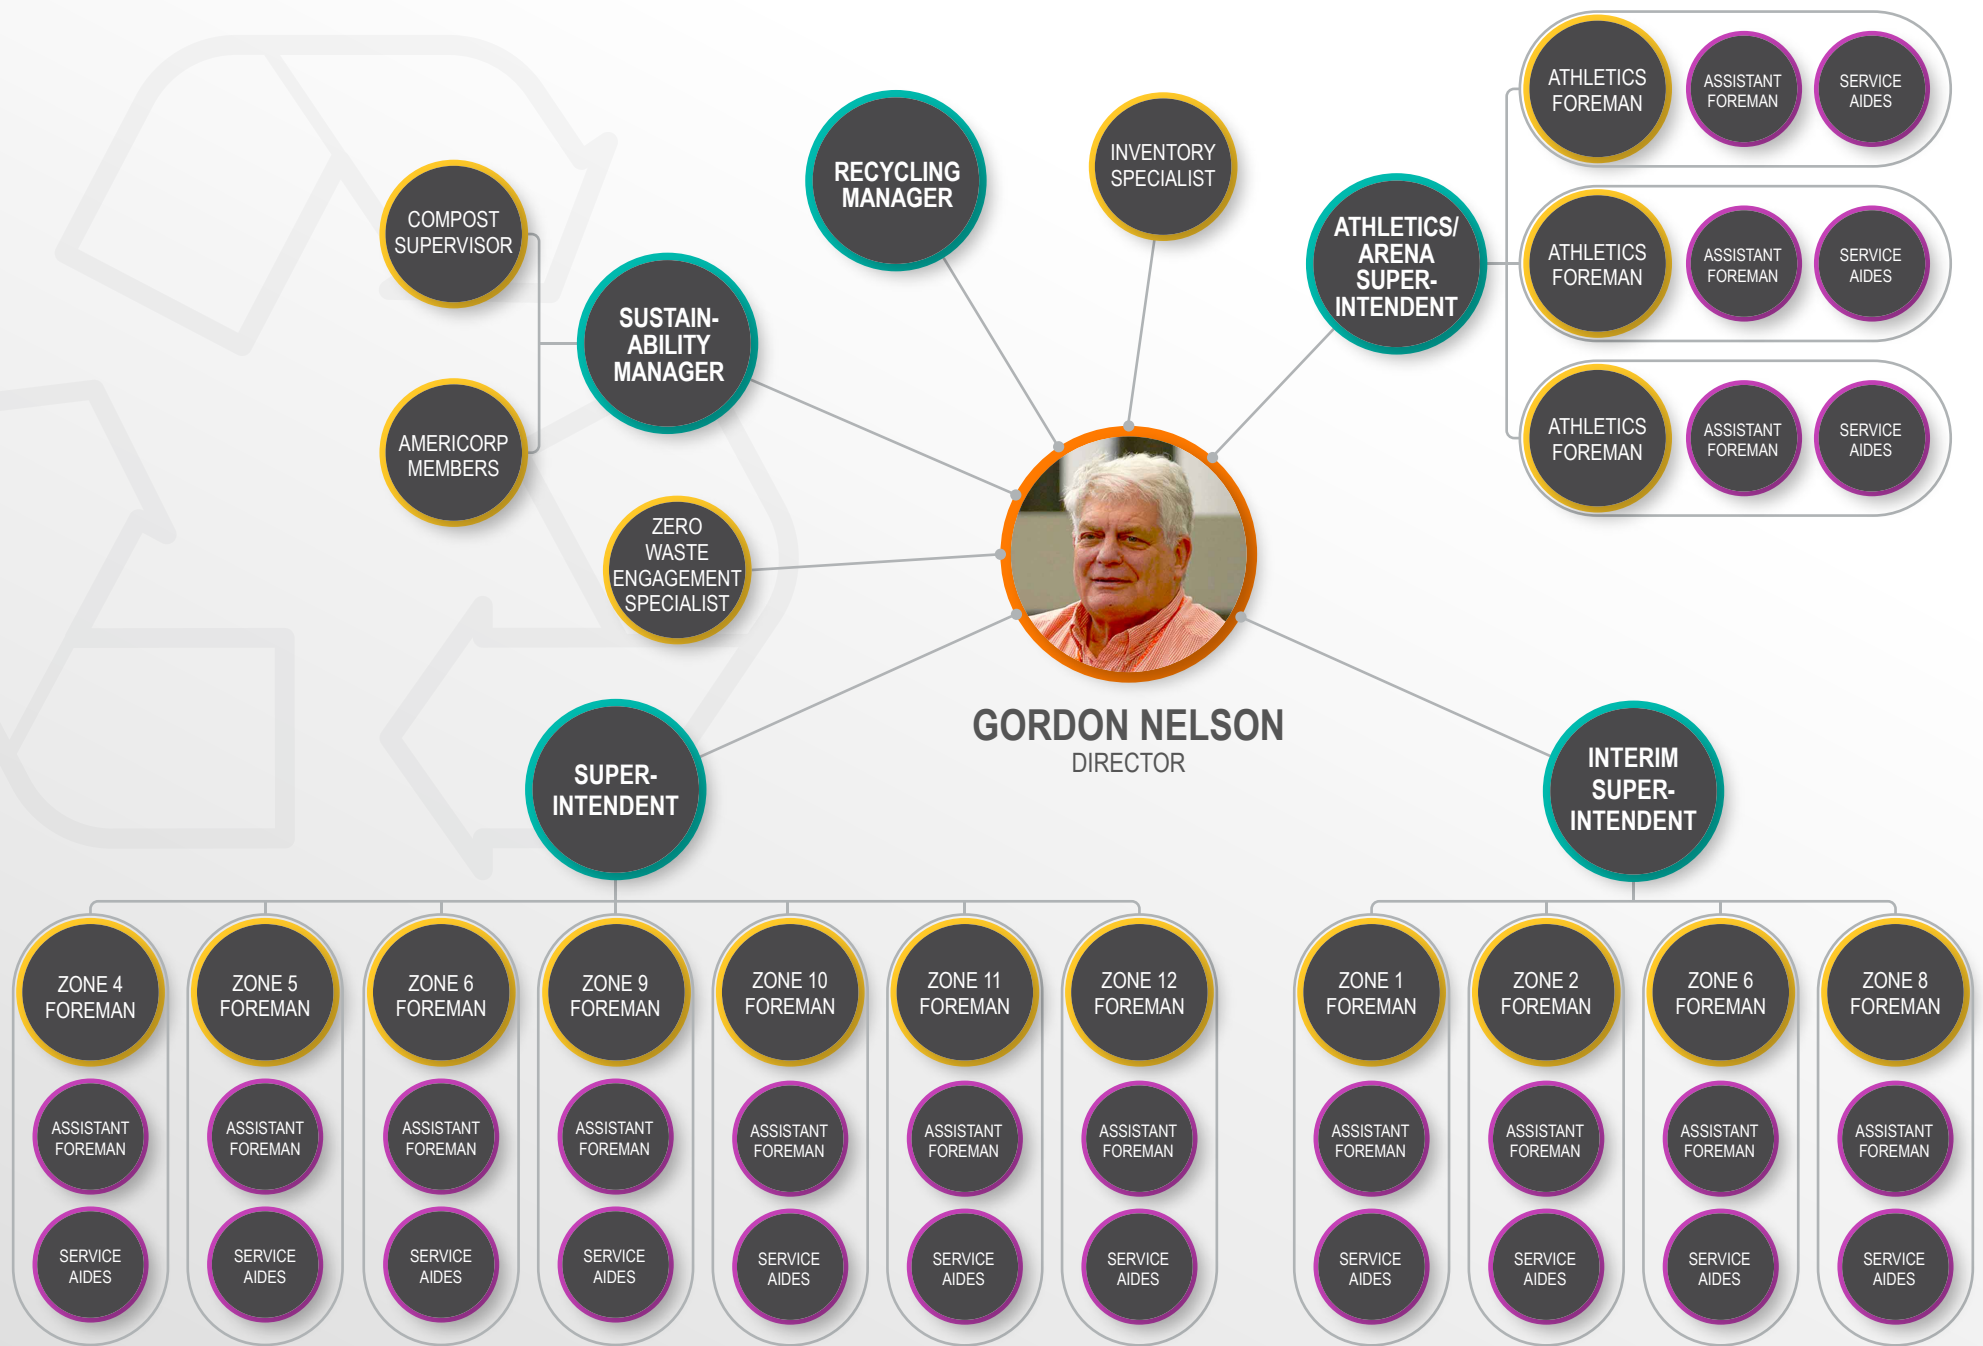 RECYCLING
MANAGER
INVENTORY
SPECIALIST
COMPOST
SUPERVISOR
AMERICORP
MEMBERS
SUSTAIN-
ABILITY
MANAGER
ZERO
WASTE
ENGAGEMENT
SPECIALIST
ATHLETICS/
ARENA
SUPER-
INTENDENT
ATHLETICS
FOREMAN
ASSISTANT
FOREMAN
SERVICE
AIDES
ATHLETICS
FOREMAN
ASSISTANT
FOREMAN
SERVICE
AIDES
ATHLETICS
FOREMAN
ASSISTANT
FOREMAN
SERVICE
AIDES
GORDON NELSON
DIRECTOR
SUPER-
INTENDENT
ZONE 4
FOREMAN
ASSISTANT
FOREMAN
SERVICE
AIDES
ZONE 5
FOREMAN
ASSISTANT
FOREMAN
SERVICE
AIDES
ZONE 6
FOREMAN
ASSISTANT
FOREMAN
SERVICE
AIDES
ZONE 9
FOREMAN
ASSISTANT
FOREMAN
SERVICE
AIDES
ZONE 10
FOREMAN
ASSISTANT
FOREMAN
SERVICE
AIDES
ZONE 11
FOREMAN
ASSISTANT
FOREMAN
SERVICE
AIDES
ZONE 12
FOREMAN
ASSISTANT
FOREMAN
SERVICE
AIDES
INTERIM
SUPER-
INTENDENT
ZONE 1
FOREMAN
ASSISTANT
FOREMAN
SERVICE
AIDES
ZONE 2
FOREMAN
ASSISTANT
FOREMAN
SERVICE
AIDES
ZONE 6
FOREMAN
ASSISTANT
FOREMAN
SERVICE
AIDES
ZONE 8
FOREMAN
ASSISTANT
FOREMAN
SERVICE
AIDES